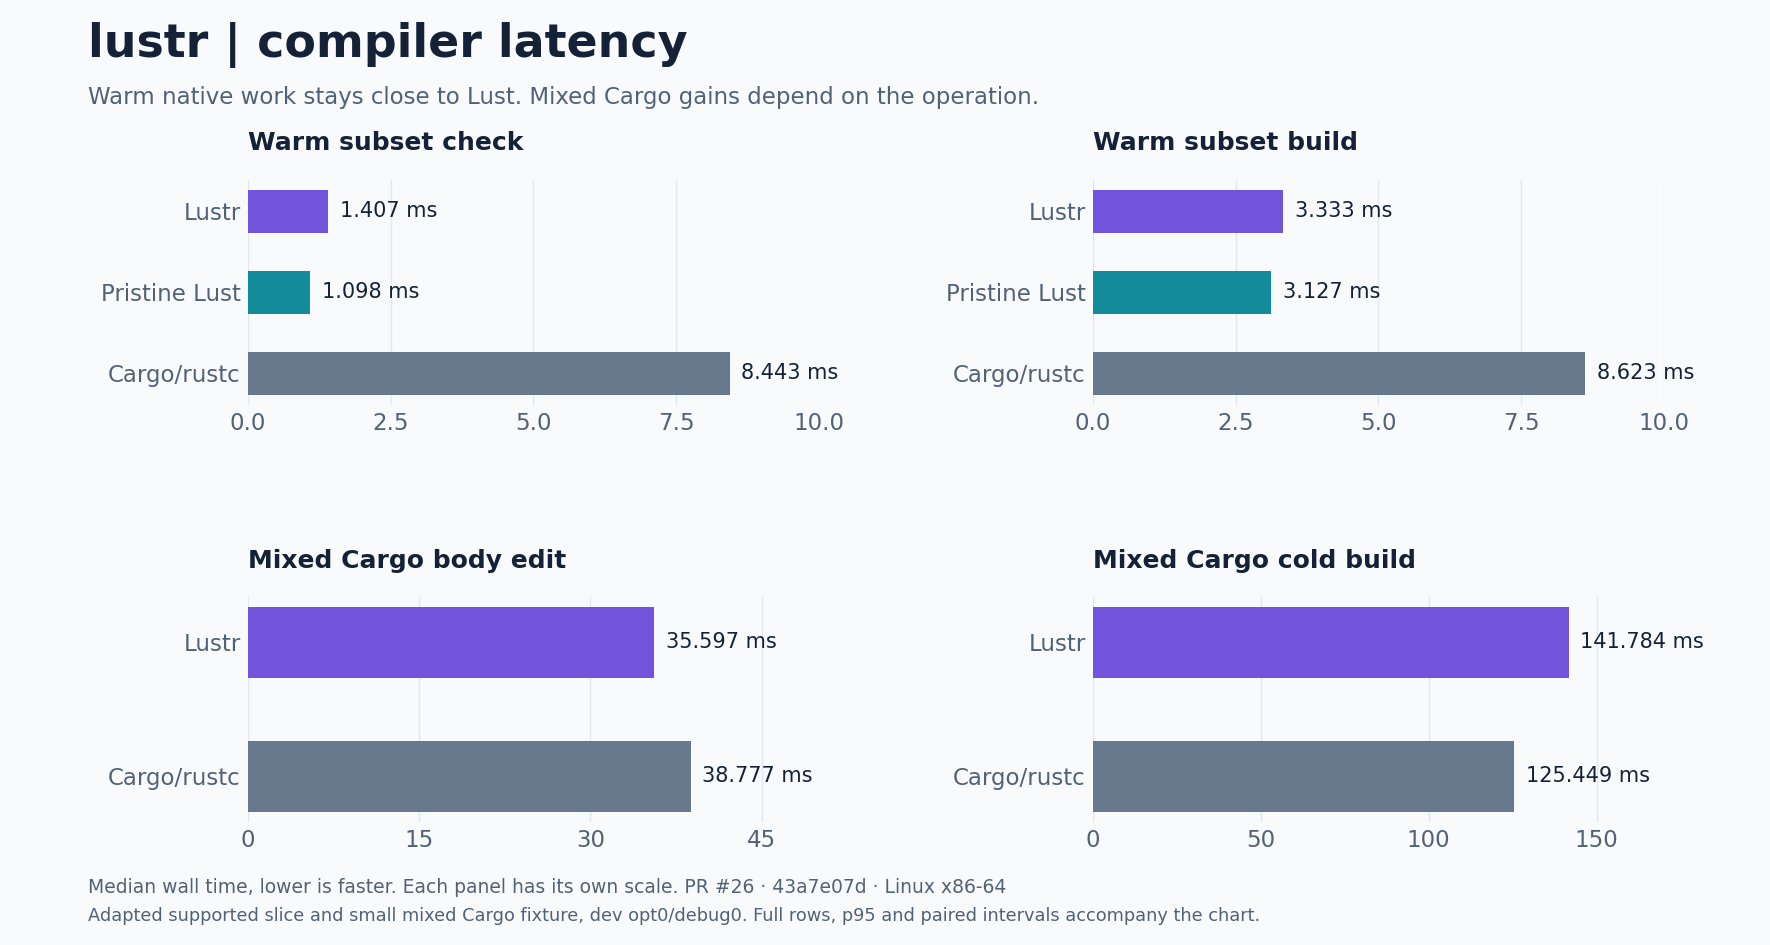 lustr | compiler latency
Warm native work stays close to Lust. Mixed Cargo gains depend on the operation.
Warm subset check
Lustr 1.407 ms
Pristine Lust 1.098 ms
Cargo/rustc 8.443 ms
0.0 2.5 5.0 7.5 10.0
Warm subset build
Lustr 3.333 ms
Pristine Lust 3.127 ms
Cargo/rustc 8.623 ms
0.0 2.5 5.0 7.5 10.0
Mixed Cargo body edit
Lustr 35.597 ms
Cargo/rustc 38.777 ms
0 15 30 45
Mixed Cargo cold build
Lustr 141.784 ms
Cargo/rustc 125.449 ms
0 50 100 150
Median wall time, lower is faster. Each panel has its own scale. PR #26 · 43a7e07d · Linux x86-64
Adapted supported slice and small mixed Cargo fixture, dev opt0/debug0. Full rows, p95 and paired intervals accompany the chart.